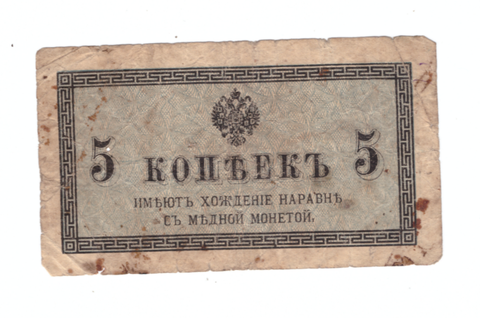 5 КОПѢЕКЪ 5
ИМѢЮТЪ ХОЖДЕНІЕ НАРАВНѢ
СЪ МѢДНОЙ МОНЕТОЙ.